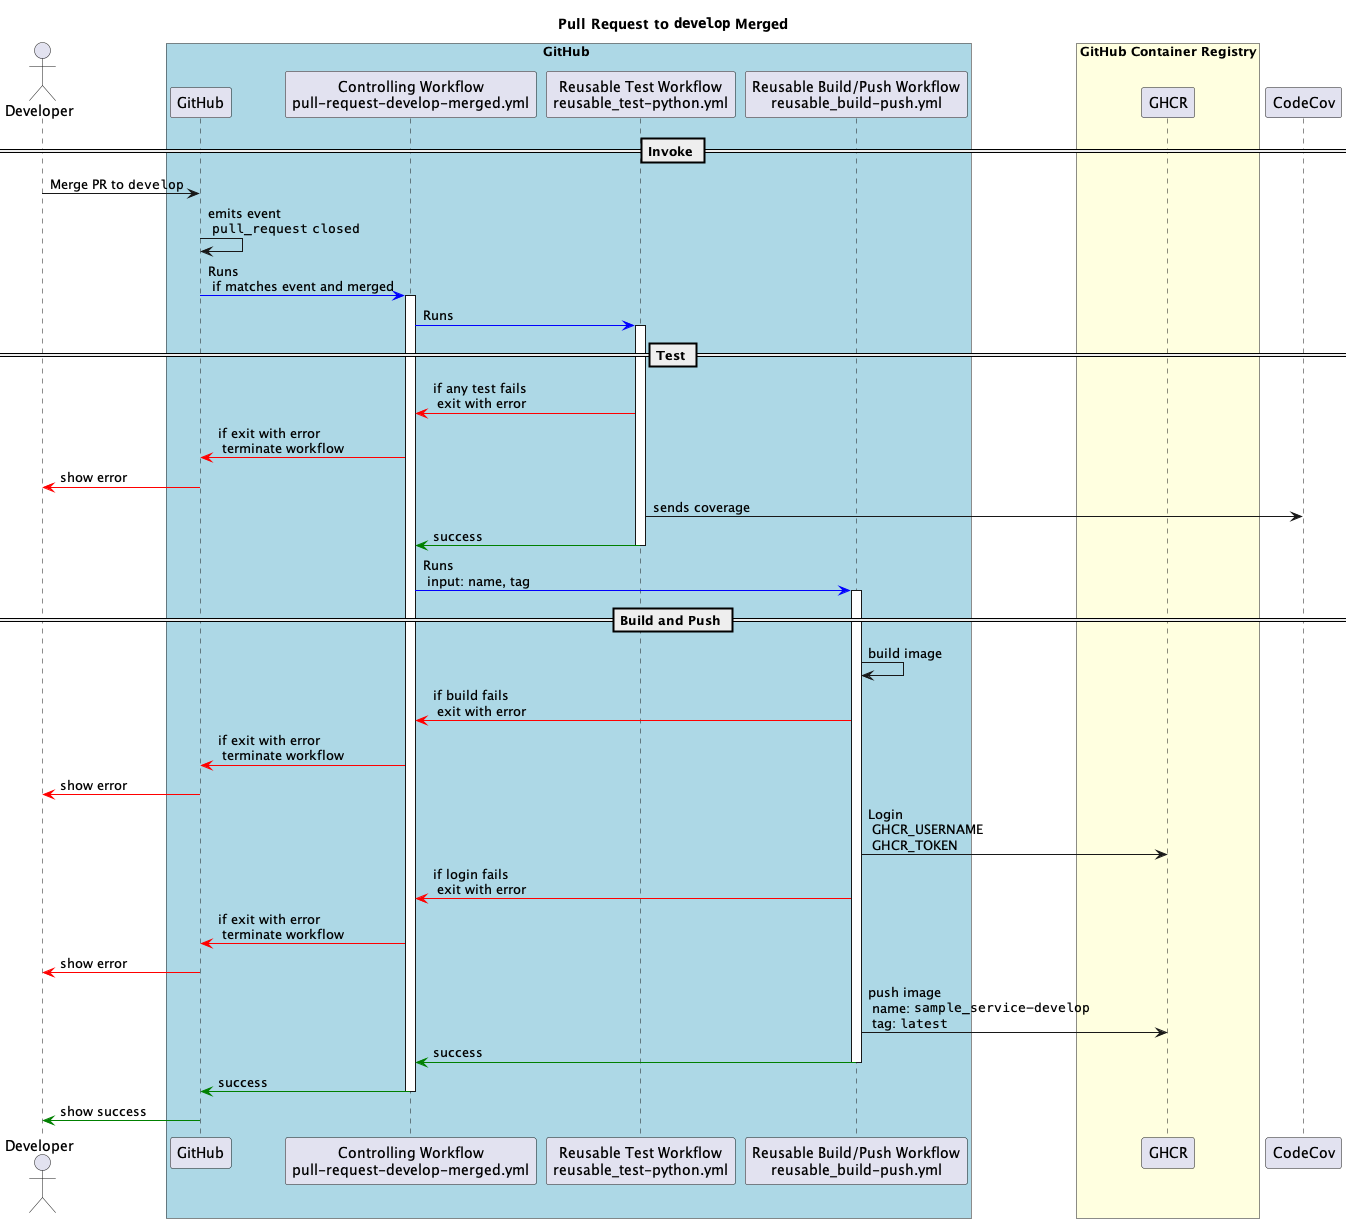 Pull Request to develop Merged
GitHub
GitHub Container Registry
Developer
GitHub
Controlling Workflow
pull-request-develop-merged.yml
Reusable Test Workflow
reusable_test-python.yml
Reusable Build/Push Workflow
reusable_build-push.yml
GHCR
CodeCov
Invoke
Merge PR to develop
emits event
pull_request closed
Runs
if matches event and merged
Runs
Test
if any test fails
exit with error
if exit with error
terminate workflow
show error
sends coverage
success
Runs
input: name, tag
Build and Push
build image
if build fails
exit with error
if exit with error
terminate workflow
show error
Login
GHCR_USERNAME
GHCR_TOKEN
if login fails
exit with error
if exit with error
terminate workflow
show error
push image
name: sample_service-develop
tag: latest
success
success
show success
Developer
GitHub
Controlling Workflow
pull-request-develop-merged.yml
Reusable Test Workflow
reusable_test-python.yml
Reusable Build/Push Workflow
reusable_build-push.yml
GHCR
CodeCov